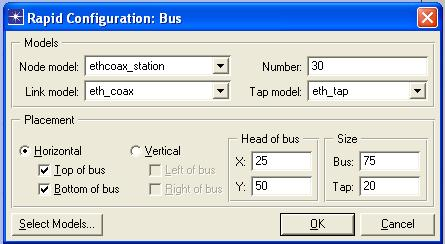 Rapid Configuration: Bus
Models
Node model: ethcoax_station Number: 30
Link model: eth_coax Tap model: eth_tap
Placement
Horizontal Vertical
Top of bus Left of bus
Bottom of bus Right of bus
Head of bus
X: 25
Y: 50
Size
Bus: 75
Tap: 20
Select Models... OK Cancel